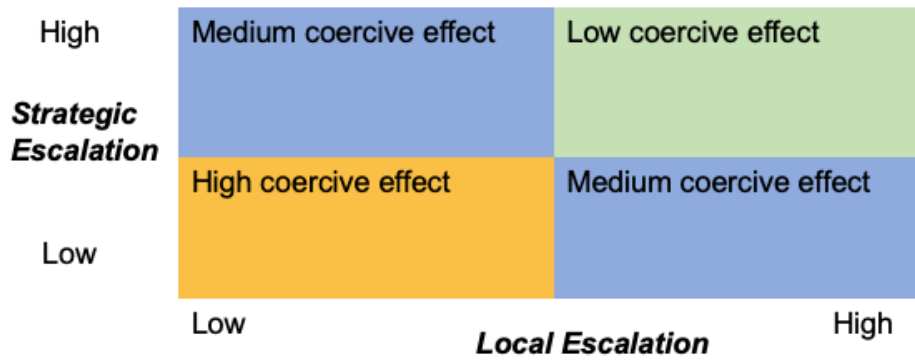 High
Medium coercive effect
Low coercive effect
Strategic
Escalation
High coercive effect
Medium coercive effect
Low
Low
Local Escalation
High